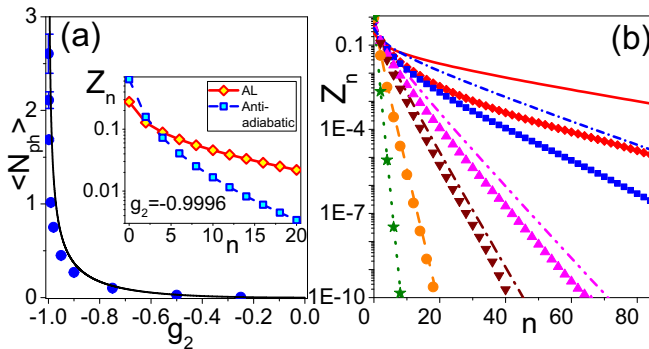 (a)
<N_ph>
3
2
1
0
-1.0
-0.8
-0.6
-0.4
-0.2
0.0
g_2
Z_n
0.1
0.01
0
5
10
15
20
n
g_2=-0.9996
AL
Anti-
adiabatic
(b)
Z_n
0.1
1E-4
1E-7
1E-10
0
20
40
60
80
n